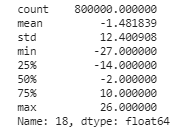 count 800000.000000
mean -1.481839
std 12.400908
min -27.000000
25% -14.000000
50% -2.000000
75% 10.000000
max 26.000000
Name: 18, dtype: float64